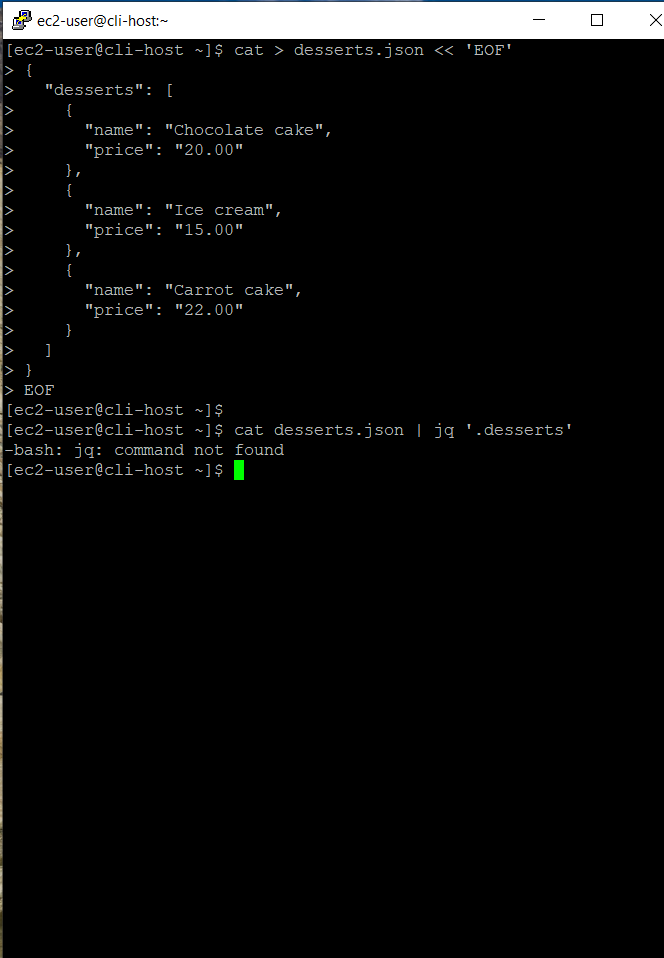 ec2-user@cli-host:~
[ec2-user@cli-host ~]$ cat > desserts.json << 'EOF'
> {
>   "desserts": [
>     {
>       "name": "Chocolate cake",
>       "price": "20.00"
>     },
>     {
>       "name": "Ice cream",
>       "price": "15.00"
>     },
>     {
>       "name": "Carrot cake",
>       "price": "22.00"
>     }
>   ]
> }
> EOF
[ec2-user@cli-host ~]$
[ec2-user@cli-host ~]$ cat desserts.json | jq '.desserts'
-bash: jq: command not found
[ec2-user@cli-host ~]$